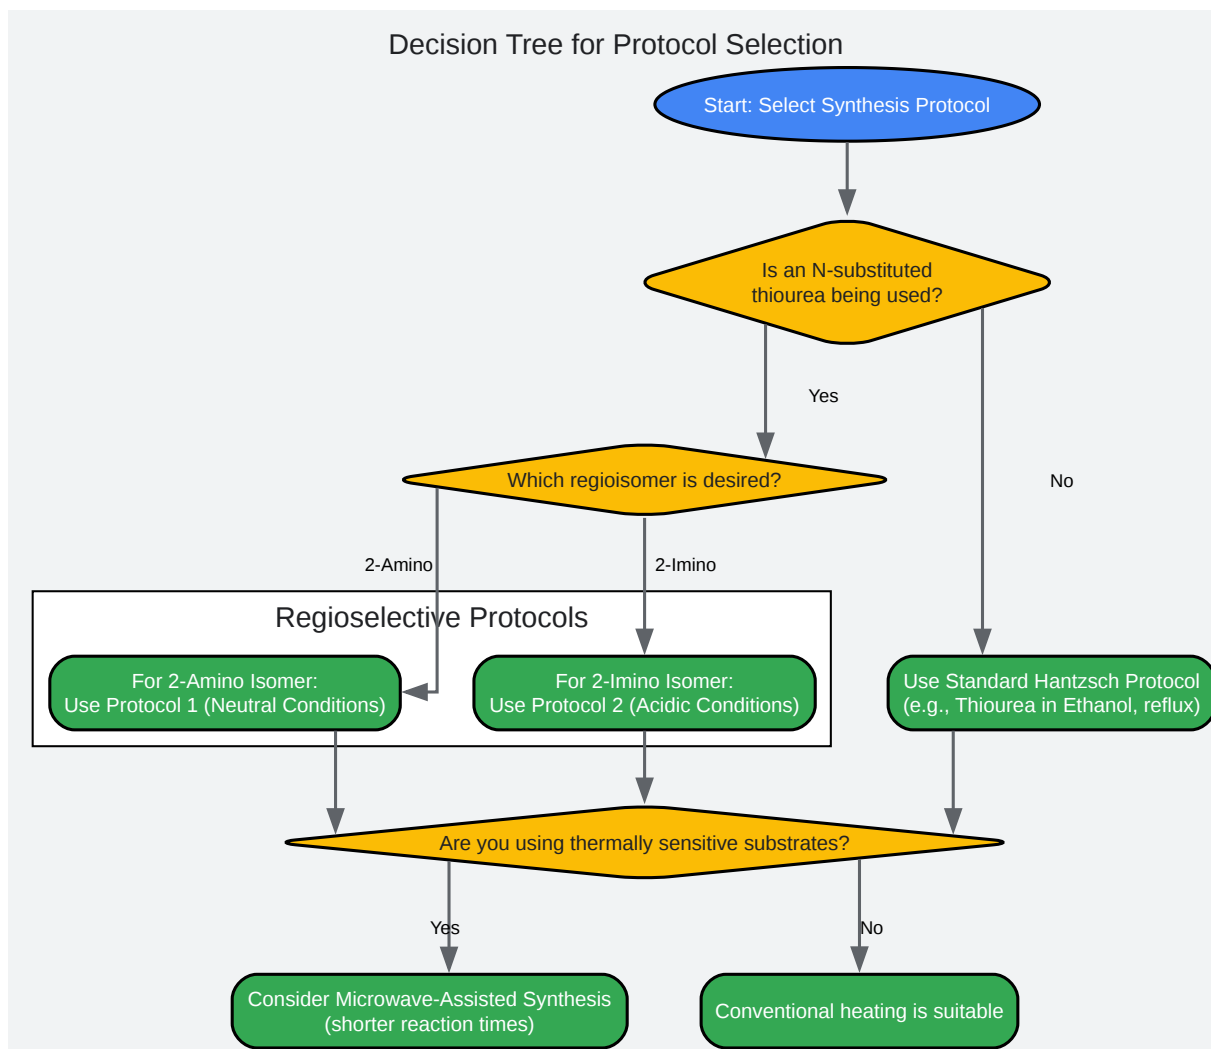 Decision Tree for Protocol Selection
Start: Select Synthesis Protocol
Is an N-substituted
thiourea being used?
Yes
Which regioisomer is desired?
No
2-Amino
2-Imino
Regioselective Protocols
For 2-Amino Isomer:
Use Protocol 1 (Neutral Conditions)
For 2-Imino Isomer:
Use Protocol 2 (Acidic Conditions)
Use Standard Hantzsch Protocol
(e.g., Thiourea in Ethanol, reflux)
Are you using thermally sensitive substrates?
Yes
No
Consider Microwave-Assisted Synthesis
(shorter reaction times)
Conventional heating is suitable